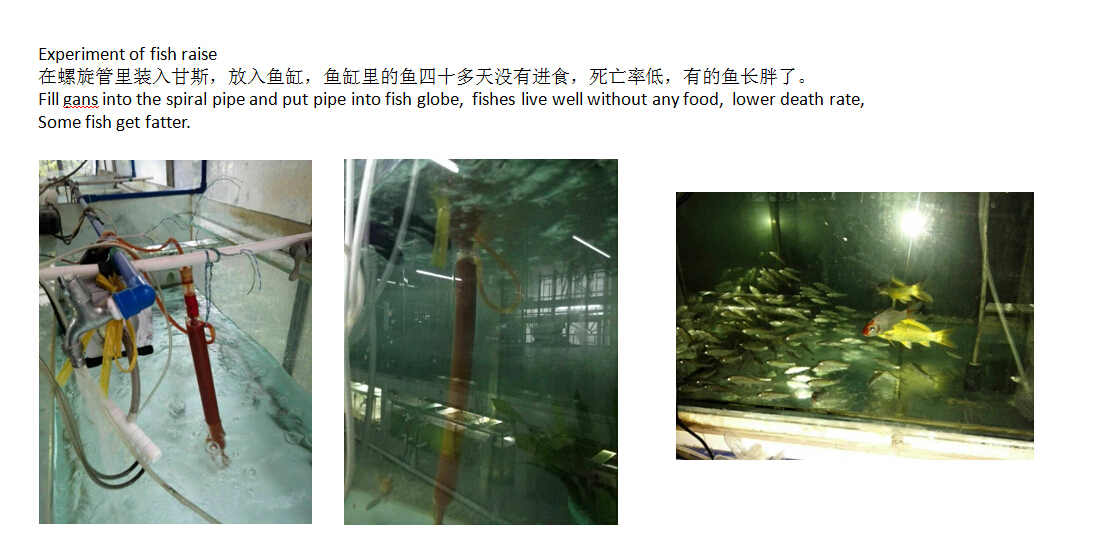 Experiment of fish raise
在螺旋管里装入甘斯，放入鱼缸，鱼缸里的鱼四十多天没有进食，死亡率低，有的鱼长胖了。
Fill gans into the spiral pipe and put pipe into fish globe, fishes live well without any food, lower death rate,
Some fish get fatter.